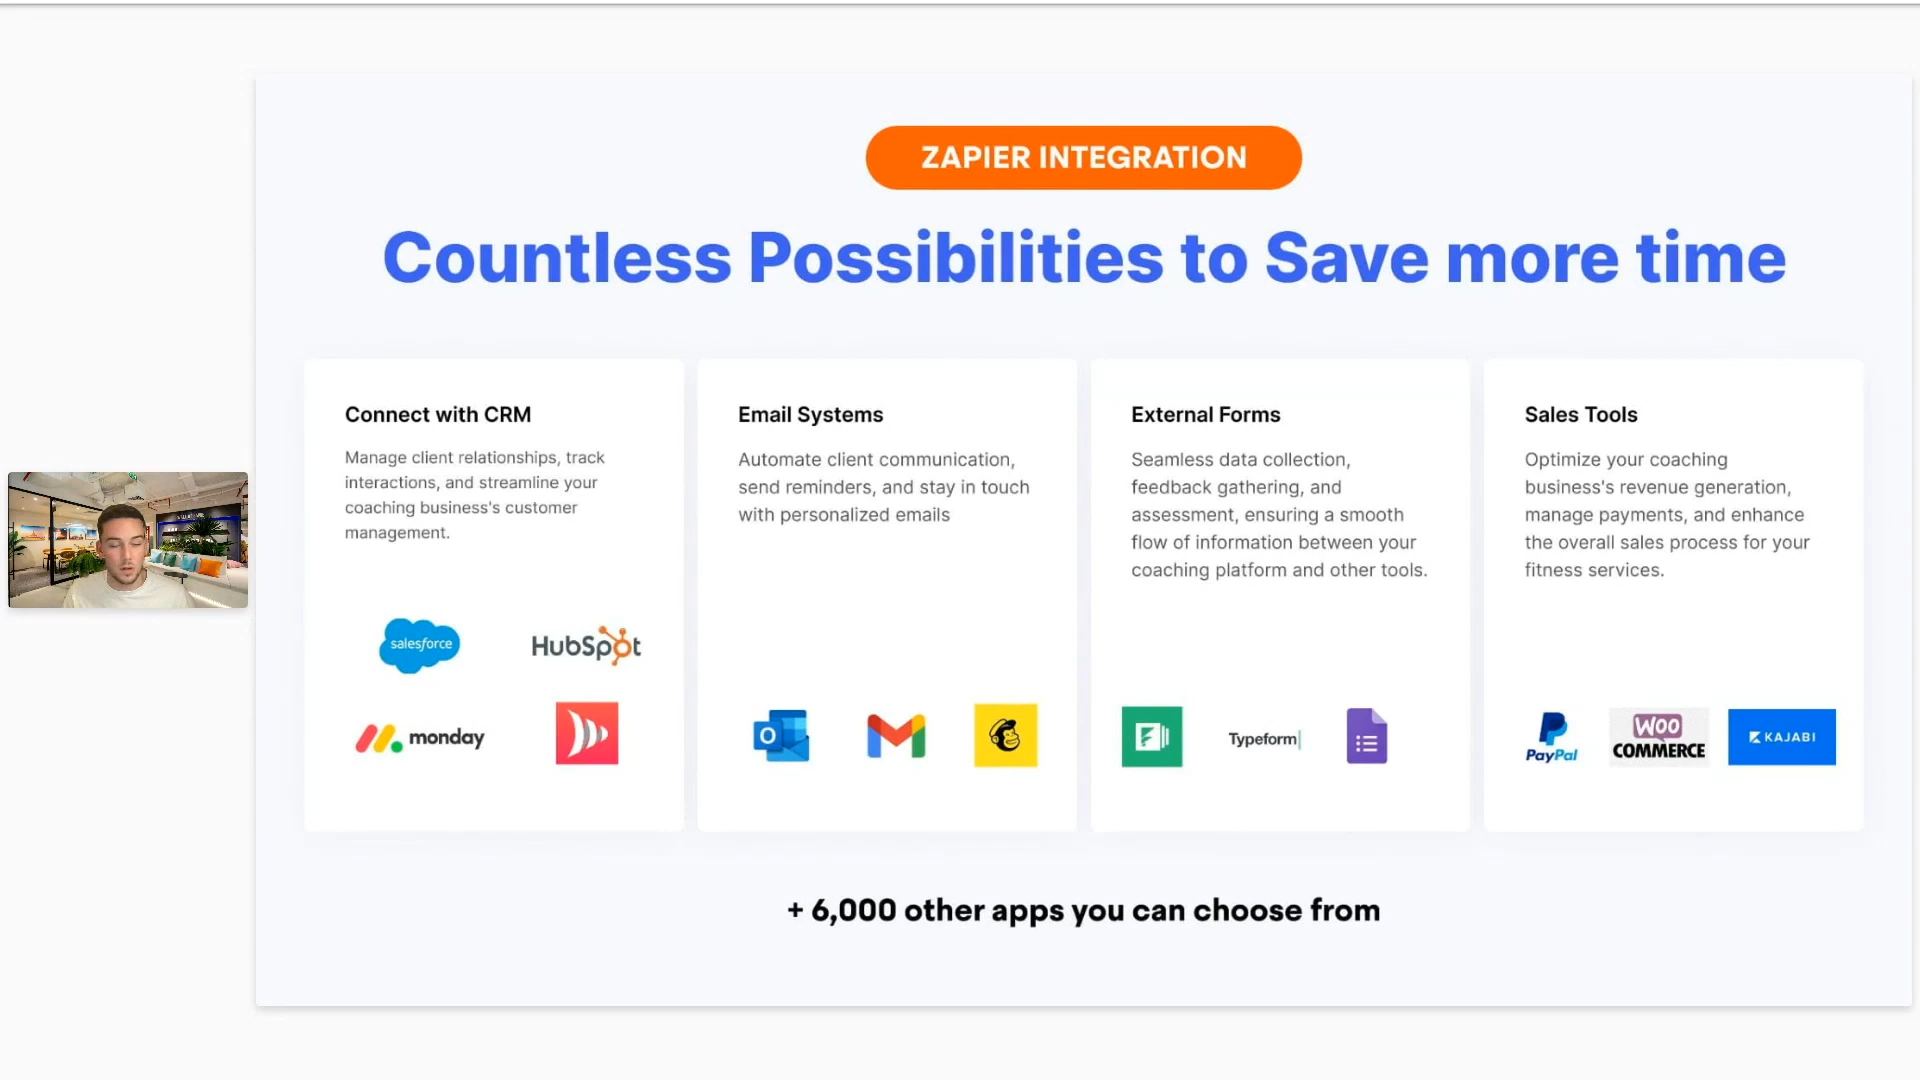 ZAPIER INTEGRATION
Countless Possibilities to Save more time
Connect with CRM
Manage client relationships, track
interactions, and streamline your
coaching business's customer
management.
salesforce
HubSpot
monday
Email Systems
Automate client communication,
send reminders, and stay in touch
with personalized emails
O
External Forms
Seamless data collection,
feedback gathering, and
assessment, ensuring a smooth
flow of information between your
coaching platform and other tools.
Typeform
Sales Tools
Optimize your coaching
business's revenue generation,
manage payments, and enhance
the overall sales process for your
fitness services.
PayPal
WOO
COMMERCE
KAJABI
+ 6,000 other apps you can choose from